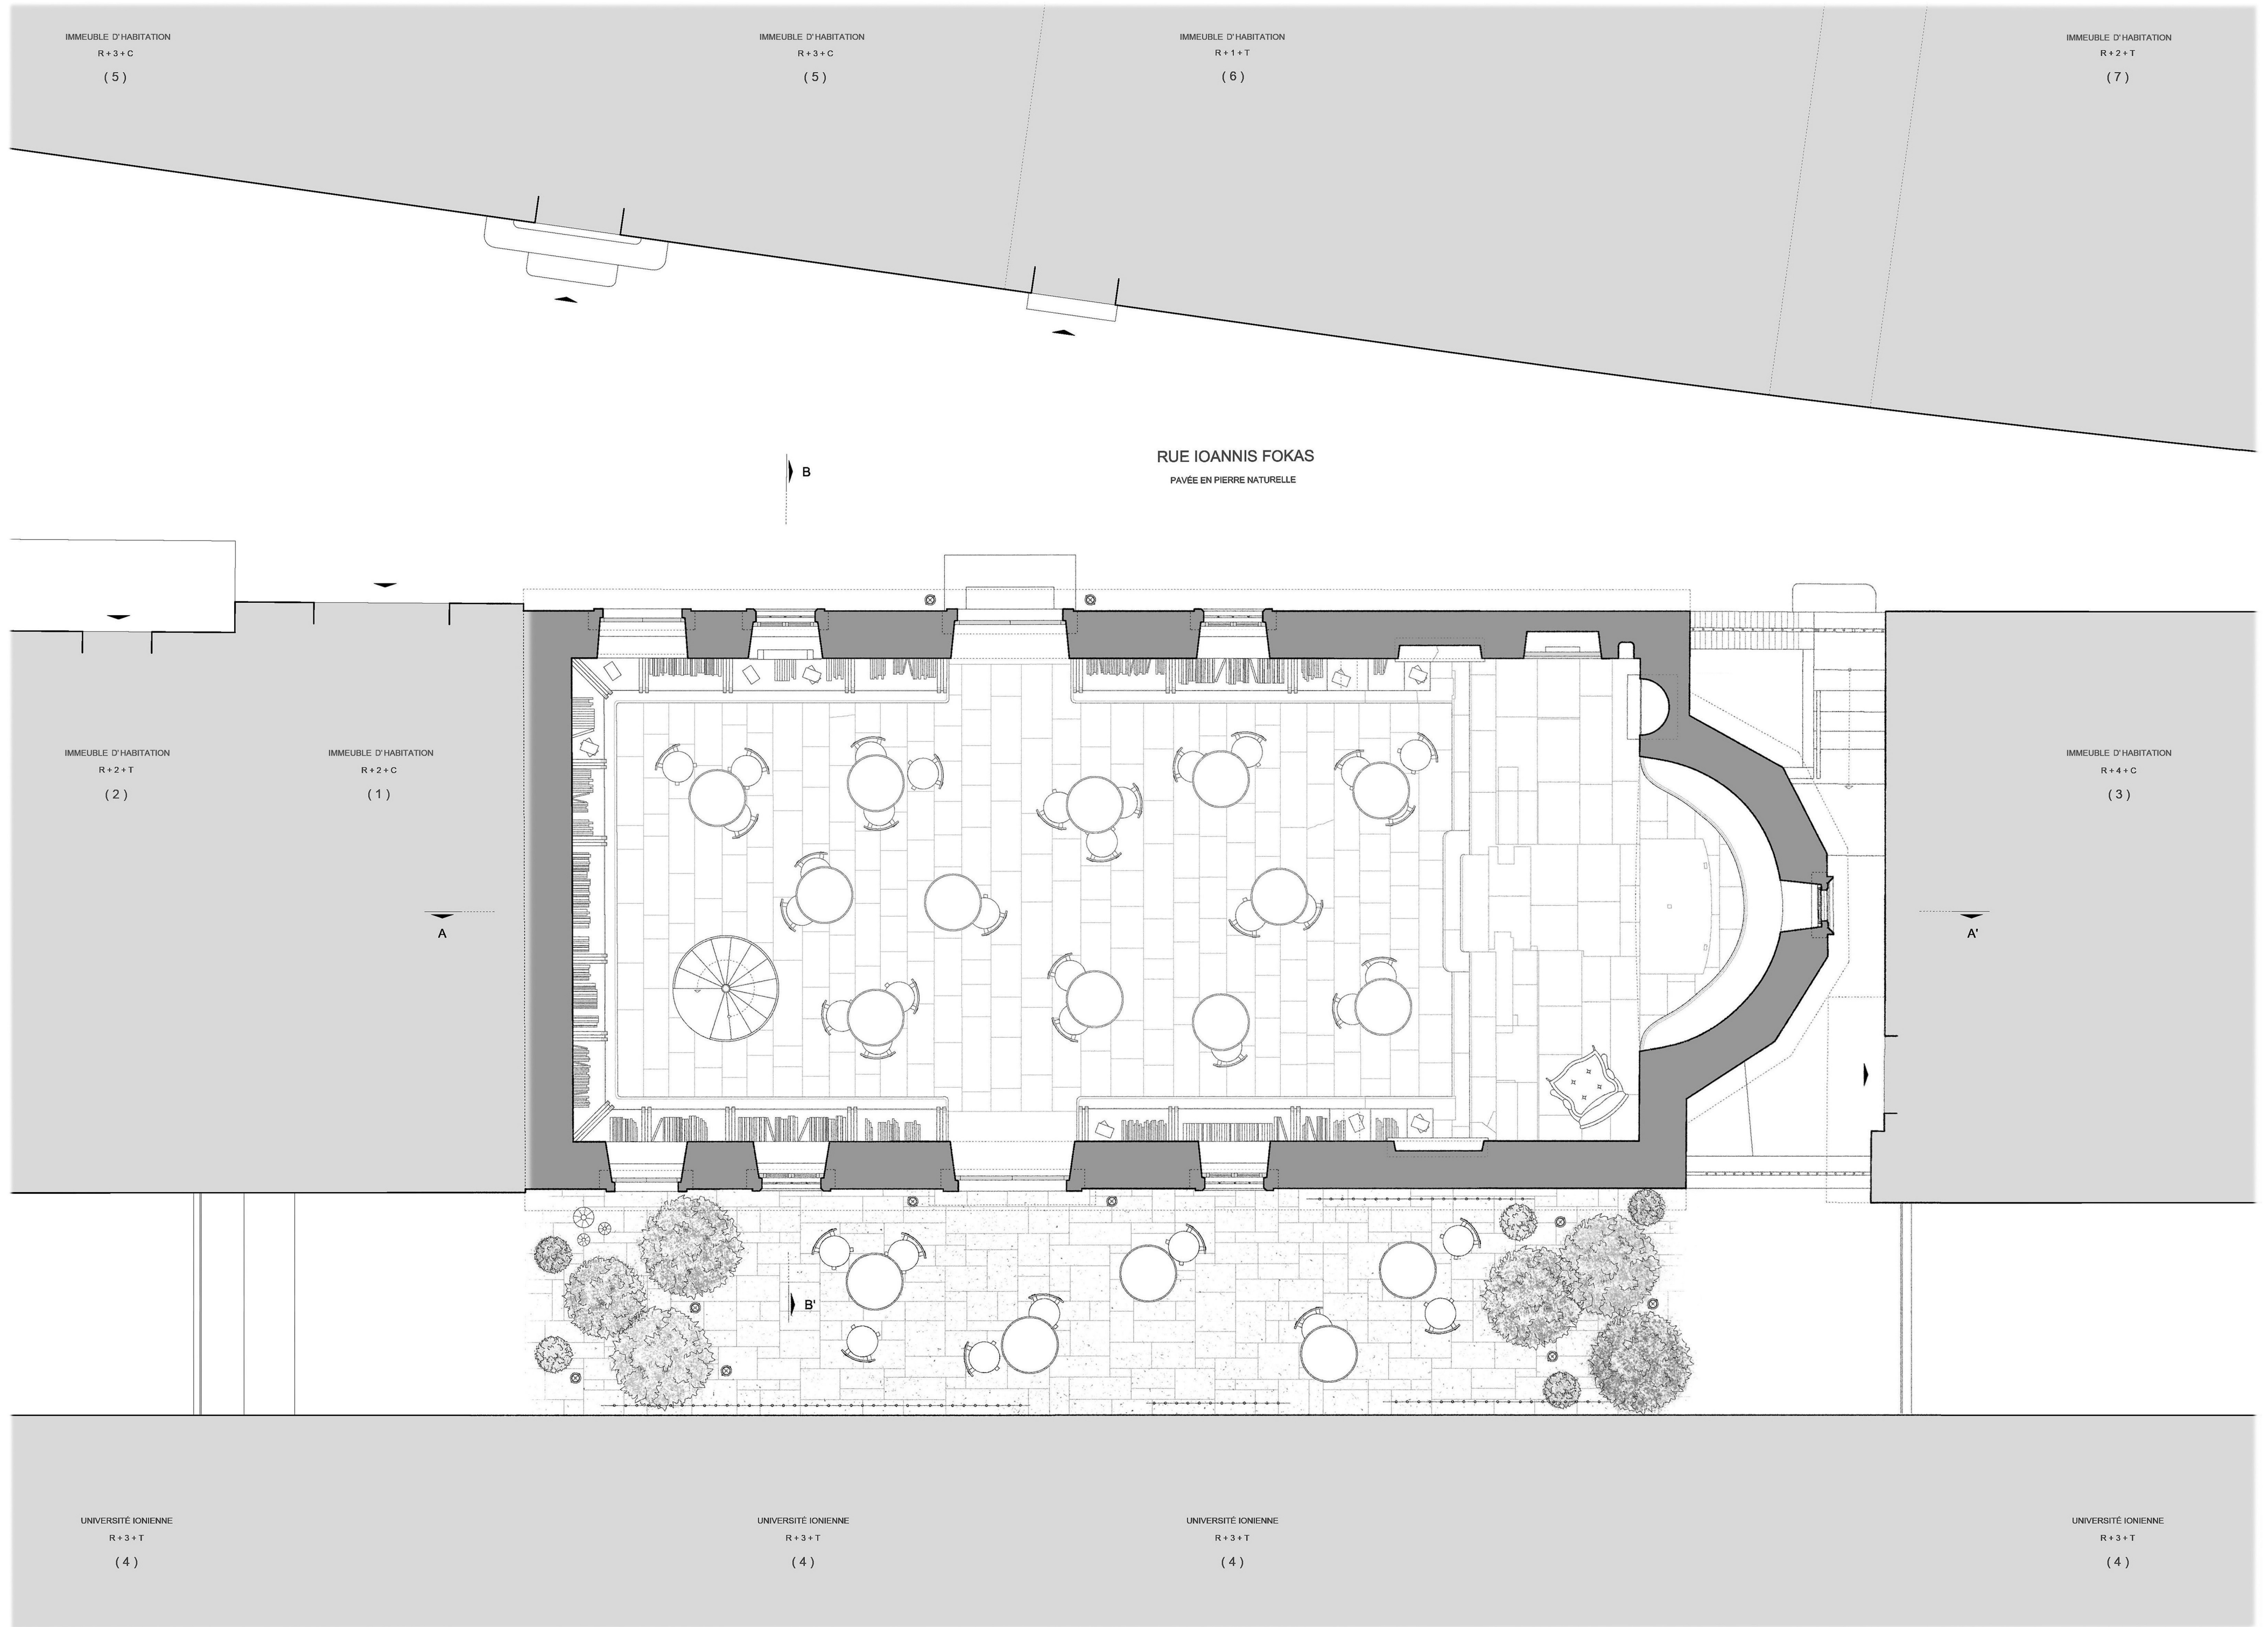 IMMEUBLE D'HABITATION
R + 3 + C
( 5 )
IMMEUBLE D'HABITATION
R + 3 + C
( 5 )
IMMEUBLE D'HABITATION
R + 1 + T
( 6 )
IMMEUBLE D'HABITATION
R + 2 + T
( 7 )
RUE IOANNIS FOKAS
PAVÉE EN PIERRE NATURELLE
B
IMMEUBLE D'HABITATION
R + 2 + T
( 2 )
IMMEUBLE D'HABITATION
R + 2 + C
( 1 )
IMMEUBLE D'HABITATION
R + 4 + C
( 3 )
A
A'
B'
UNIVERSITÉ IONIENNE
R + 3 + T
( 4 )
UNIVERSITÉ IONIENNE
R + 3 + T
( 4 )
UNIVERSITÉ IONIENNE
R + 3 + T
( 4 )
UNIVERSITÉ IONIENNE
R + 3 + T
( 4 )